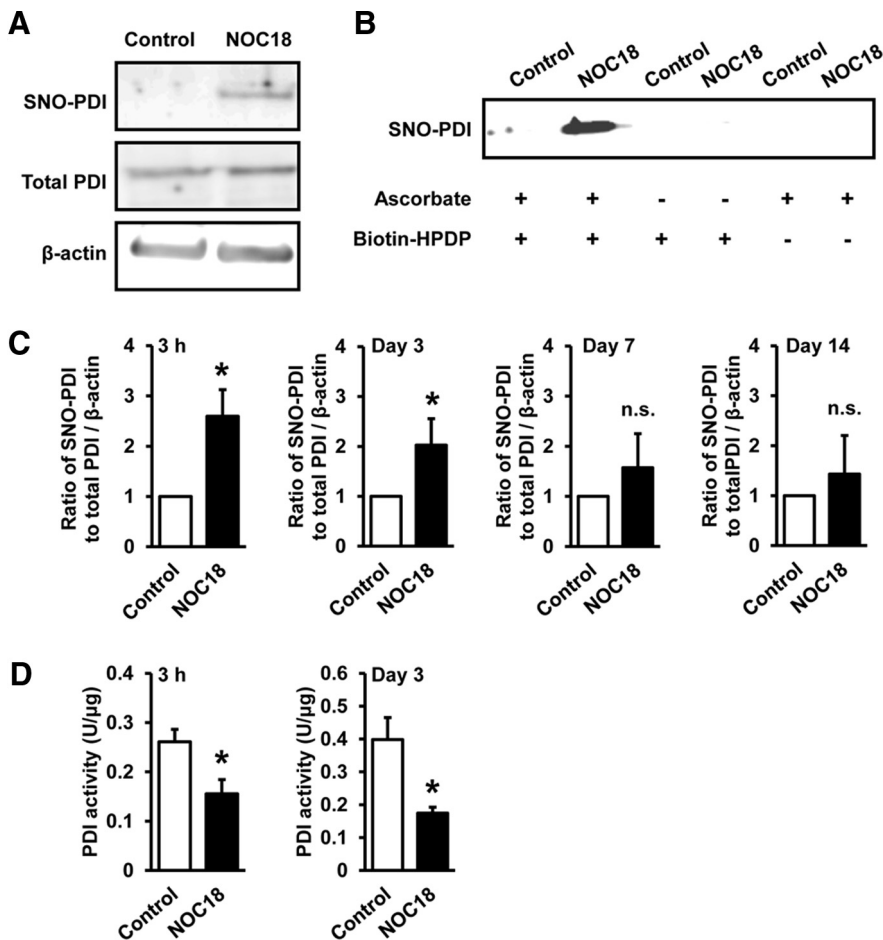 A
Control NOC18
SNO-PDI
Total PDI
β-actin
B
Control NOC18 Control NOC18 Control NOC18
SNO-PDI
Ascorbate + + - - + +
Biotin-HPDP + + + + - -
C
Ratio of SNO-PDI
to total PDI / β-actin
3 h
4
3
2
1
0
*
Control NOC18
Ratio of SNO-PDI
to total PDI / β-actin
Day 3
4
3
2
1
0
*
Control NOC18
Ratio of SNO-PDI
to total PDI / β-actin
Day 7
4
3
2
1
0
n.s.
Control NOC18
Ratio of SNO-PDI
to totalPDI / β-actin
Day 14
4
3
2
1
0
n.s.
Control NOC18
D
PDI activity (U/μg)
3 h
0.4
0.3
0.2
0.1
0
*
Control NOC18
PDI activity (U/μg)
Day 3
0.6
0.5
0.4
0.3
0.2
0.1
0
*
Control NOC18